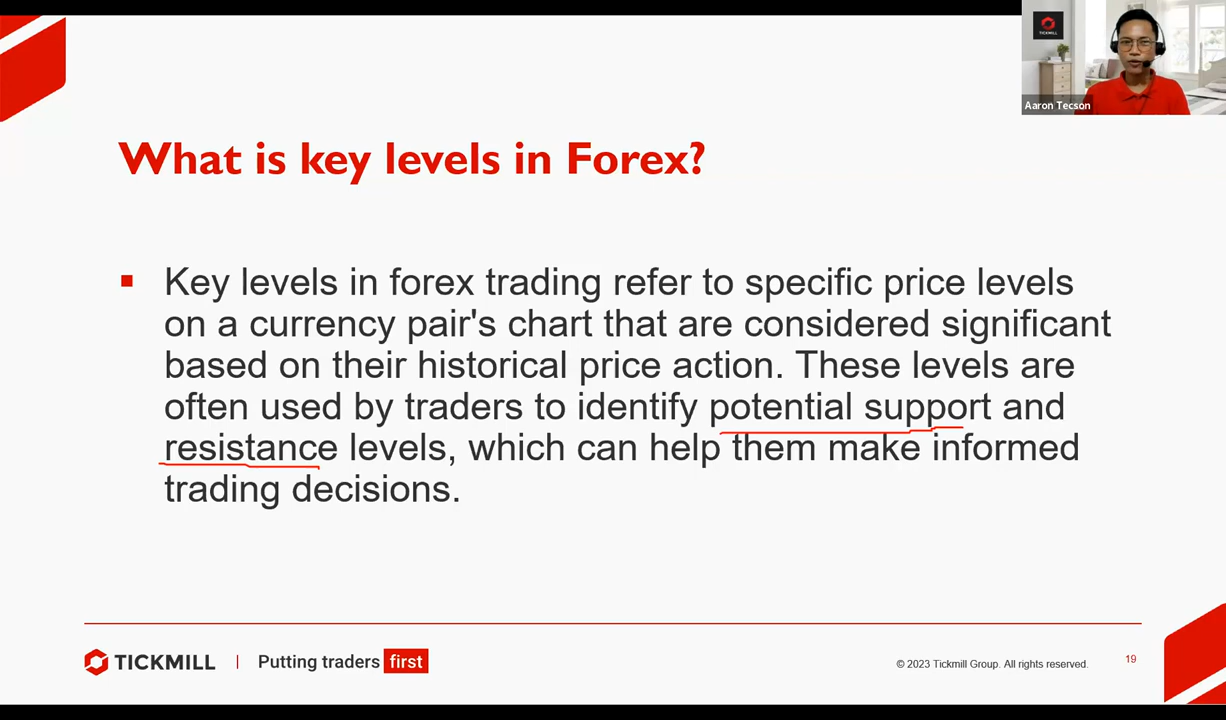 TICKMILL
Aaron Tecson
What is key levels in Forex?
Key levels in forex trading refer to specific price levels
on a currency pair's chart that are considered significant
based on their historical price action. These levels are
often used by traders to identify potential support and
resistance levels, which can help them make informed
trading decisions.
TICKMILL | Putting traders first
© 2023 Tickmill Group. All rights reserved.
19